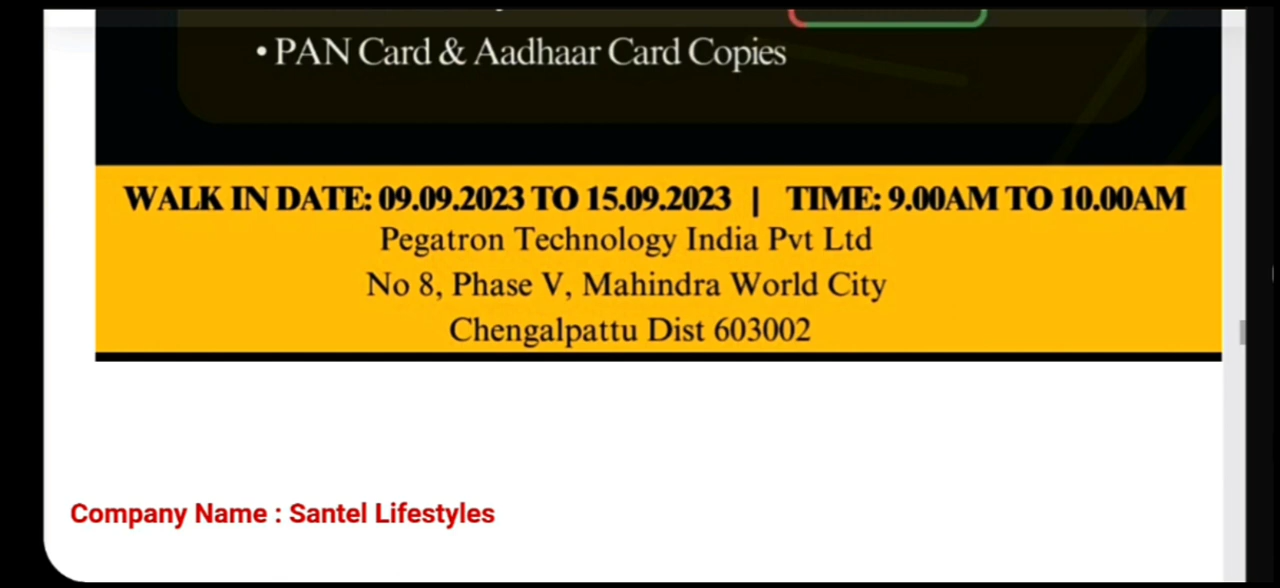 • PAN Card & Aadhaar Card Copies
WALK IN DATE: 09.09.2023 TO 15.09.2023 | TIME: 9.00AM TO 10.00AM
Pegatron Technology India Pvt Ltd
No 8, Phase V, Mahindra World City
Chengalpattu Dist 603002
Company Name : Santel Lifestyles